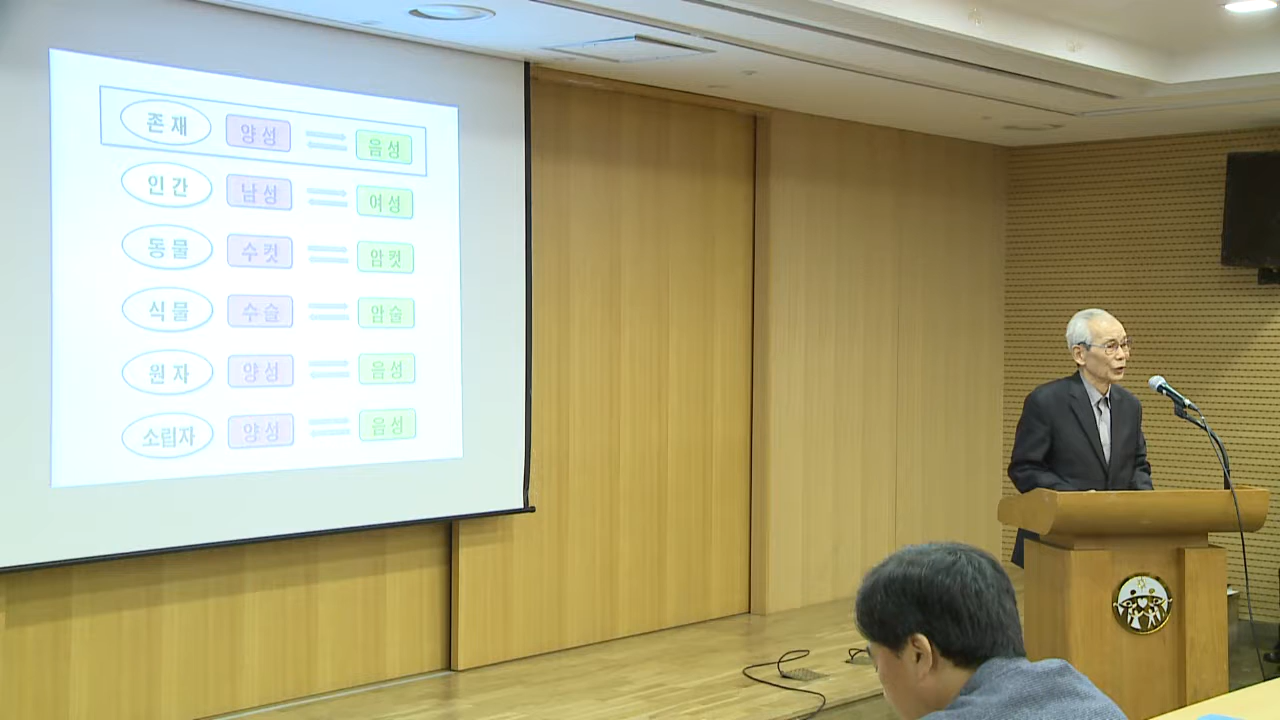 존재 양성 음성
인간 남성 여성
동물 수컷 암컷
식물 수술 암술
원자 양성 음성
소립자 양성 음성